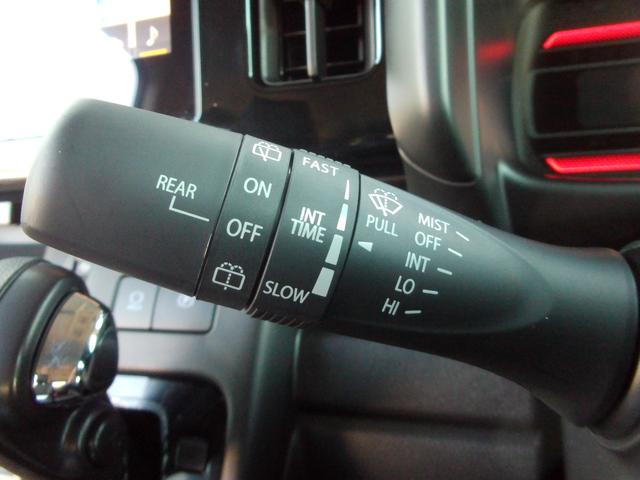 REAR
ON
OFF
FAST
INT
TIME
SLOW
PULL
MIST
OFF
INT
LO
HI